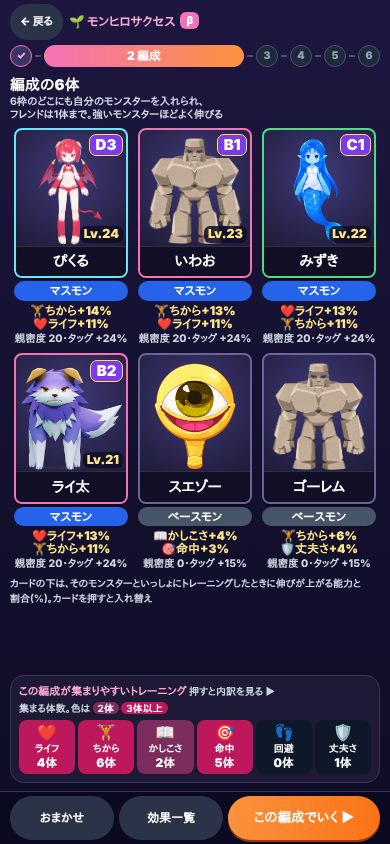 ← 戻る
🌱 モンヒロサクセス β
✓ 2 編成 3 4 5 6
編成の6体
6枠のどこにも自分のモンスターを入れられ、
フレンドは1体まで。強いモンスターほどよく伸びる
D3 B1 C1
Lv.24 Lv.23 Lv.22
ぴくる いわお みずき
マスモン マスモン マスモン
🏋️ちから+14% 🏋️ちから+13% ❤️ライフ+13%
❤️ライフ+11% ❤️ライフ+11% 🏋️ちから+11%
親密度 20·タッグ +24% 親密度 20·タッグ +24% 親密度 20·タッグ +24%
B2
Lv.21
ライ太 スエゾー ゴーレム
マスモン ベースモン ベースモン
❤️ライフ+13% 📖かしこさ+4% 🏋️ちから+6%
🏋️ちから+11% 🎯命中+3% 🛡️丈夫さ+4%
親密度 20·タッグ +24% 親密度 0·タッグ +15% 親密度 0·タッグ +15%
カードの下は、そのモンスターといっしょにトレーニングしたときに伸びが上がる能力と
割合(%)。カードを押すと入れ替え
この編成が集まりやすいトレーニング 押すと内訳を見る ▶
集まる体数。色は 2体 3体以上
❤️ 🏋️ 📖 🎯 👣 🛡️
ライフ ちから かしこさ 命中 回避 丈夫さ
4体 6体 2体 5体 0体 1体
おまかせ 効果一覧 この編成でいく ▶